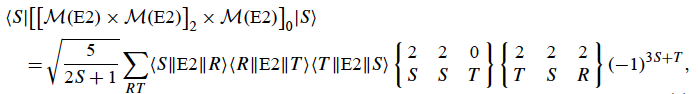 ⟨S|[[ℳ(E2) × ℳ(E2)]₂ × ℳ(E2)]₀|S⟩
= √(5/(2S + 1)) ∑_{RT} ⟨S‖E2‖R⟩⟨R‖E2‖T⟩⟨T‖E2‖S⟩ { 2 2 0 / S S T } { 2 2 2 / T S R } (−1)^{3S+T},